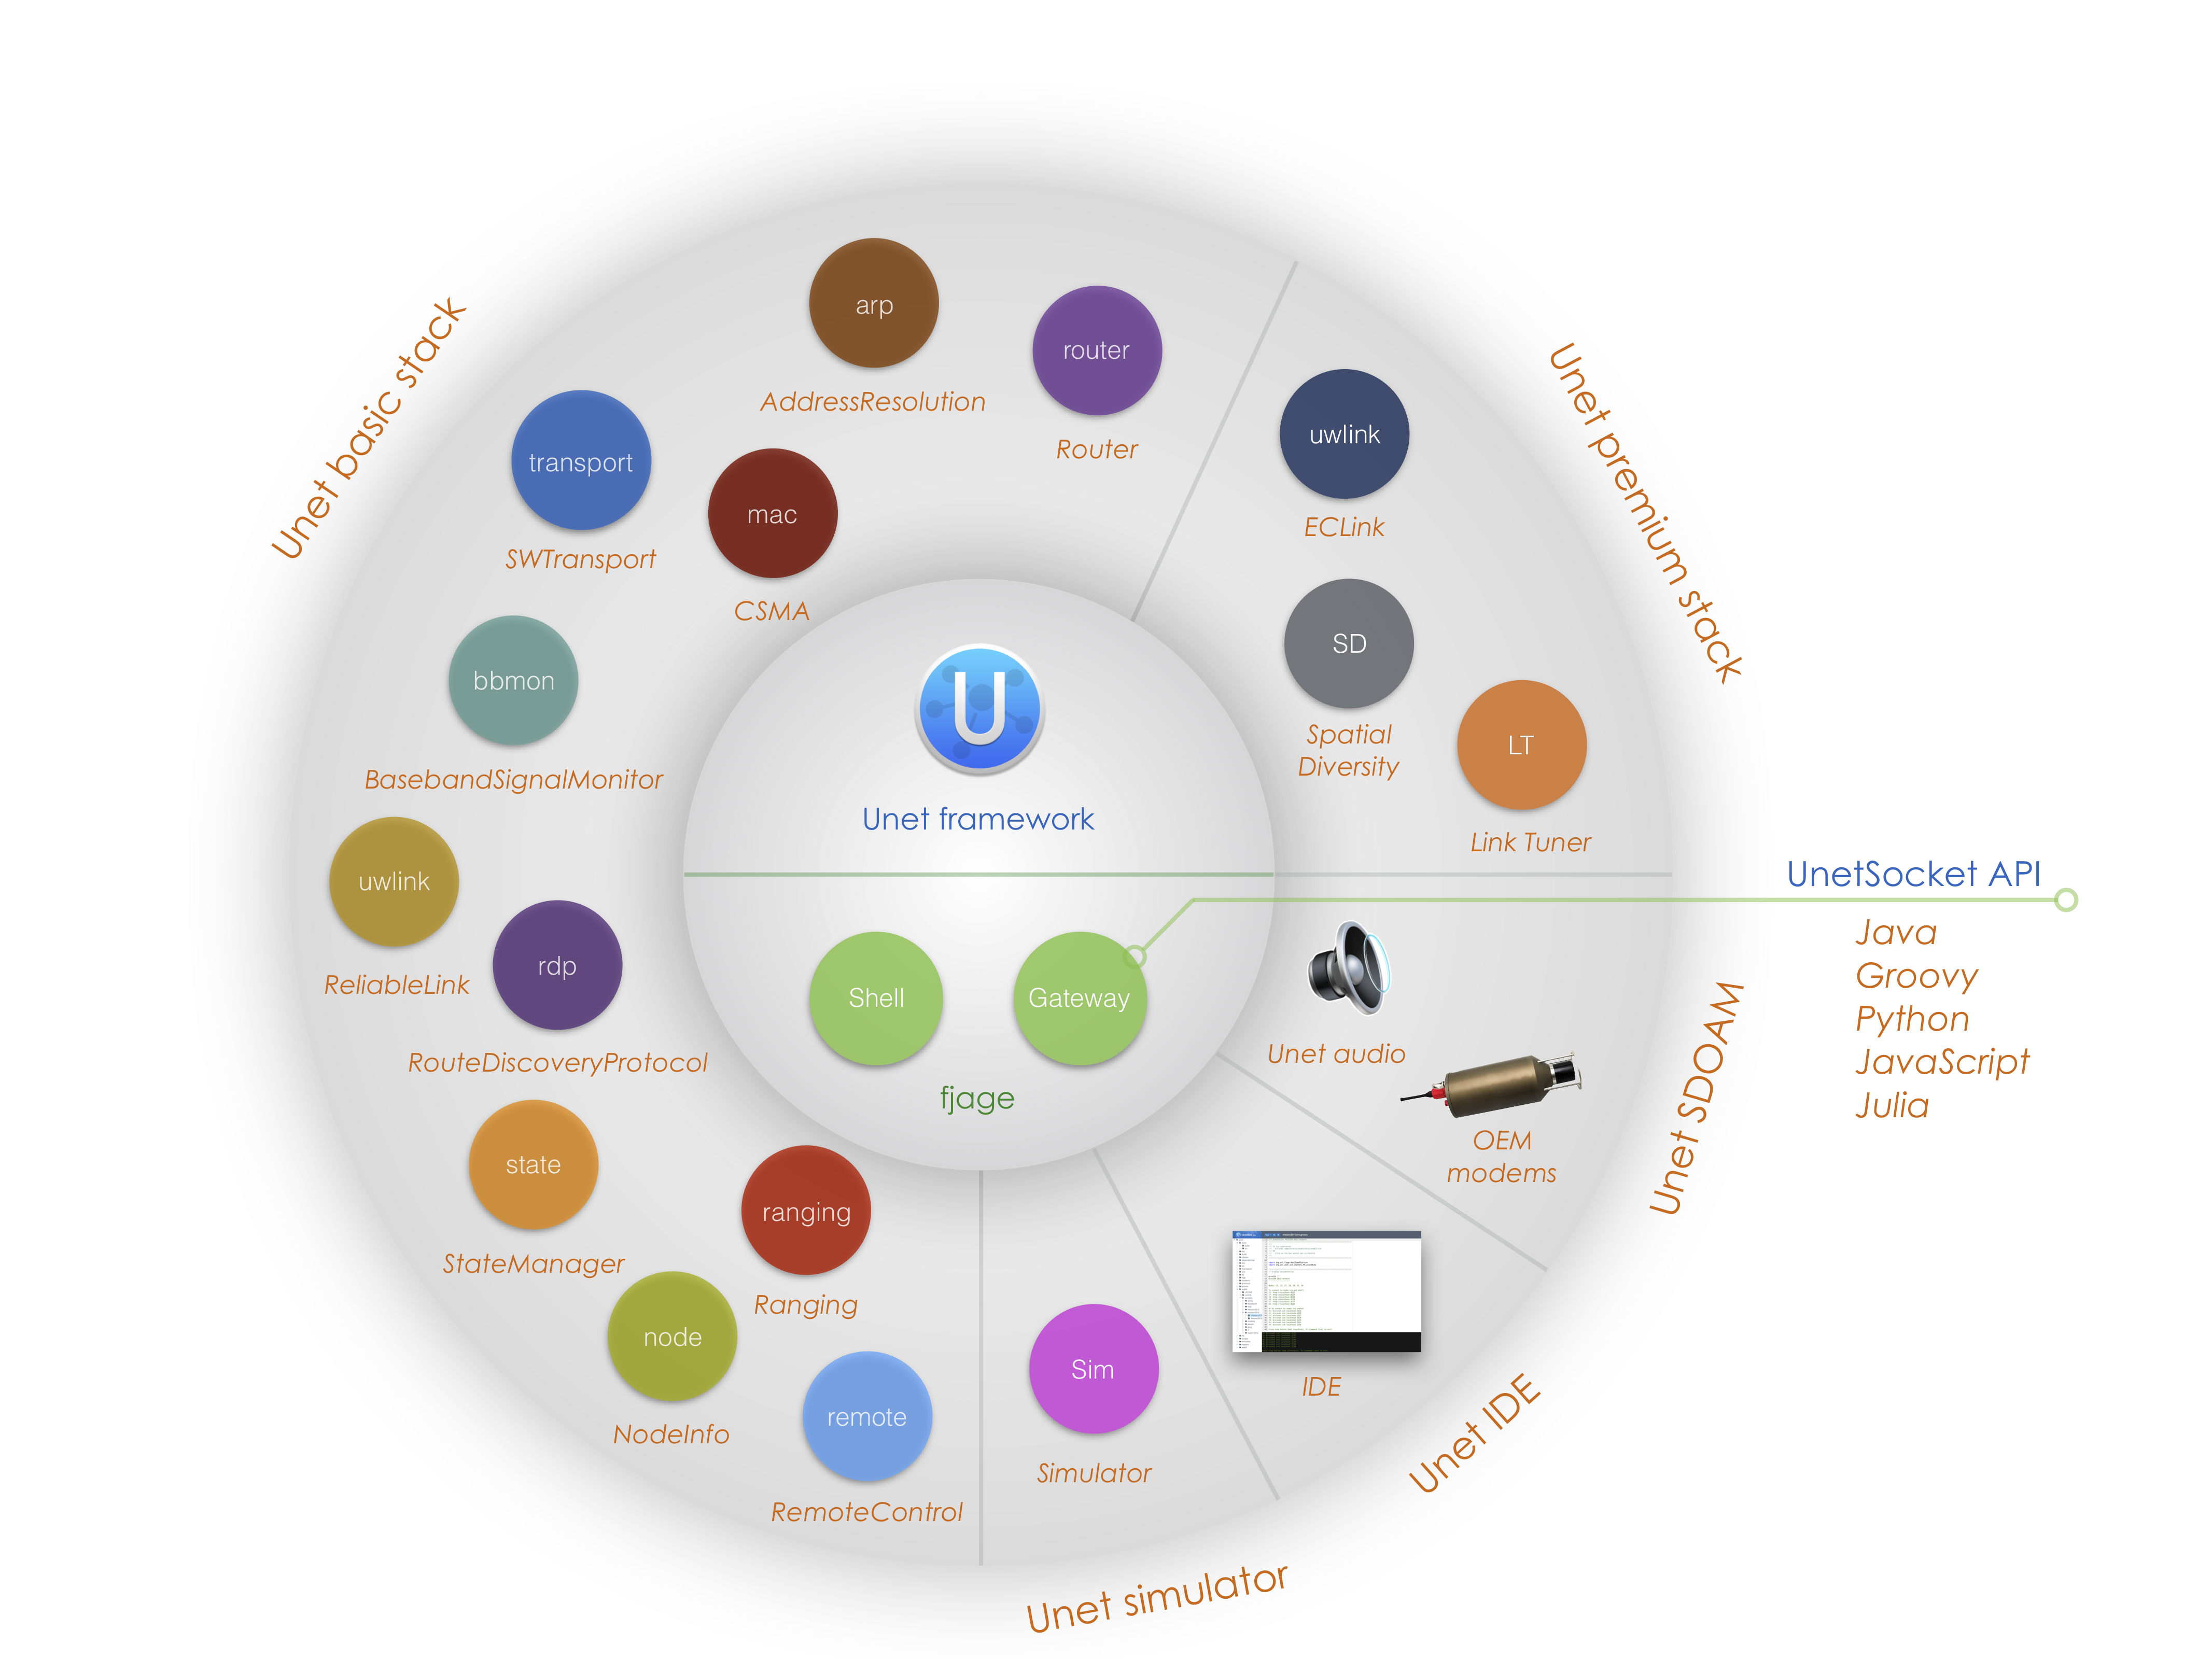 Unet basic stack
arp
AddressResolution
router
Router
transport
SWTransport
mac
CSMA
bbmon
BasebandSignalMonitor
uwlink
ReliableLink
rdp
RouteDiscoveryProtocol
state
StateManager
ranging
Ranging
node
NodeInfo
remote
RemoteControl
Unet premium stack
uwlink
ECLink
SD
Spatial
Diversity
LT
Link Tuner
U
Unet framework
Shell
Gateway
fjage
UnetSocket API
Java
Groovy
Python
JavaScript
Julia
Unet SDOAM
Unet audio
OEM
modems
Unet IDE
IDE
Unet simulator
Sim
Simulator